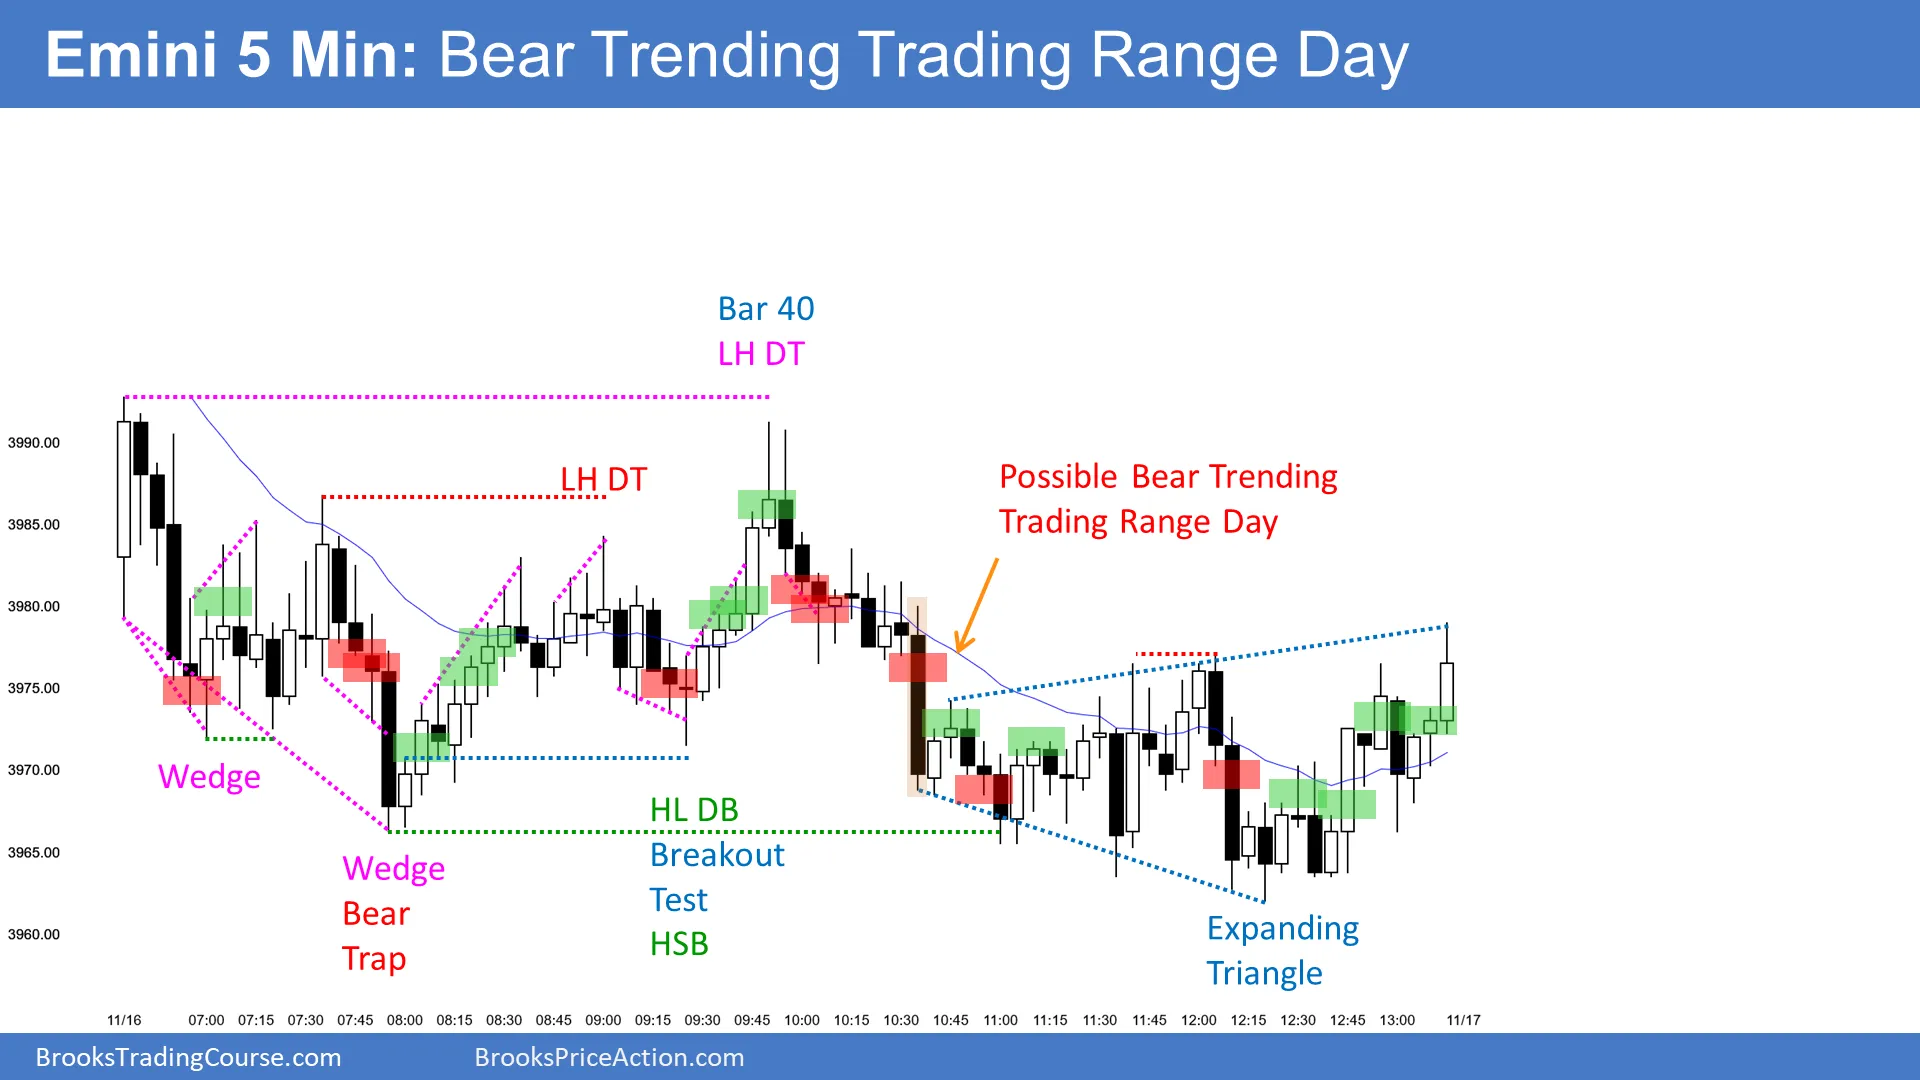 Emini 5 Min: Bear Trending Trading Range Day
Bar 40
LH DT
LH DT
Possible Bear Trending
Trading Range Day
3990.00
3985.00
3980.00
3975.00
3970.00
3965.00
3960.00
Wedge
Wedge
Bear
Trap
HL DB
Breakout
Test
HSB
Expanding
Triangle
11/16 07:00 07:15 07:30 07:45 08:00 08:15 08:30 08:45 09:00 09:15 09:30 09:45 10:00 10:15 10:30 10:45 11:00 11:15 11:30 11:45 12:00 12:15 12:30 12:45 13:00 11/17
BrooksTradingCourse.com BrooksPriceAction.com